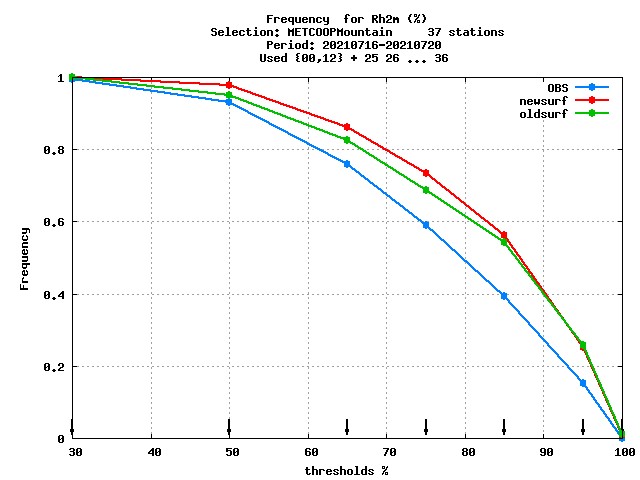 Frequency  for Rh2m (%)
Selection: METCOOPMountain     37 stations
Period: 20210716-20210720
Used {00,12} + 25 26 ... 36
OBS
newsurf
oldsurf
1
0.8
0.6
0.4
0.2
0
Frequency
30 40 50 60 70 80 90 100
thresholds %